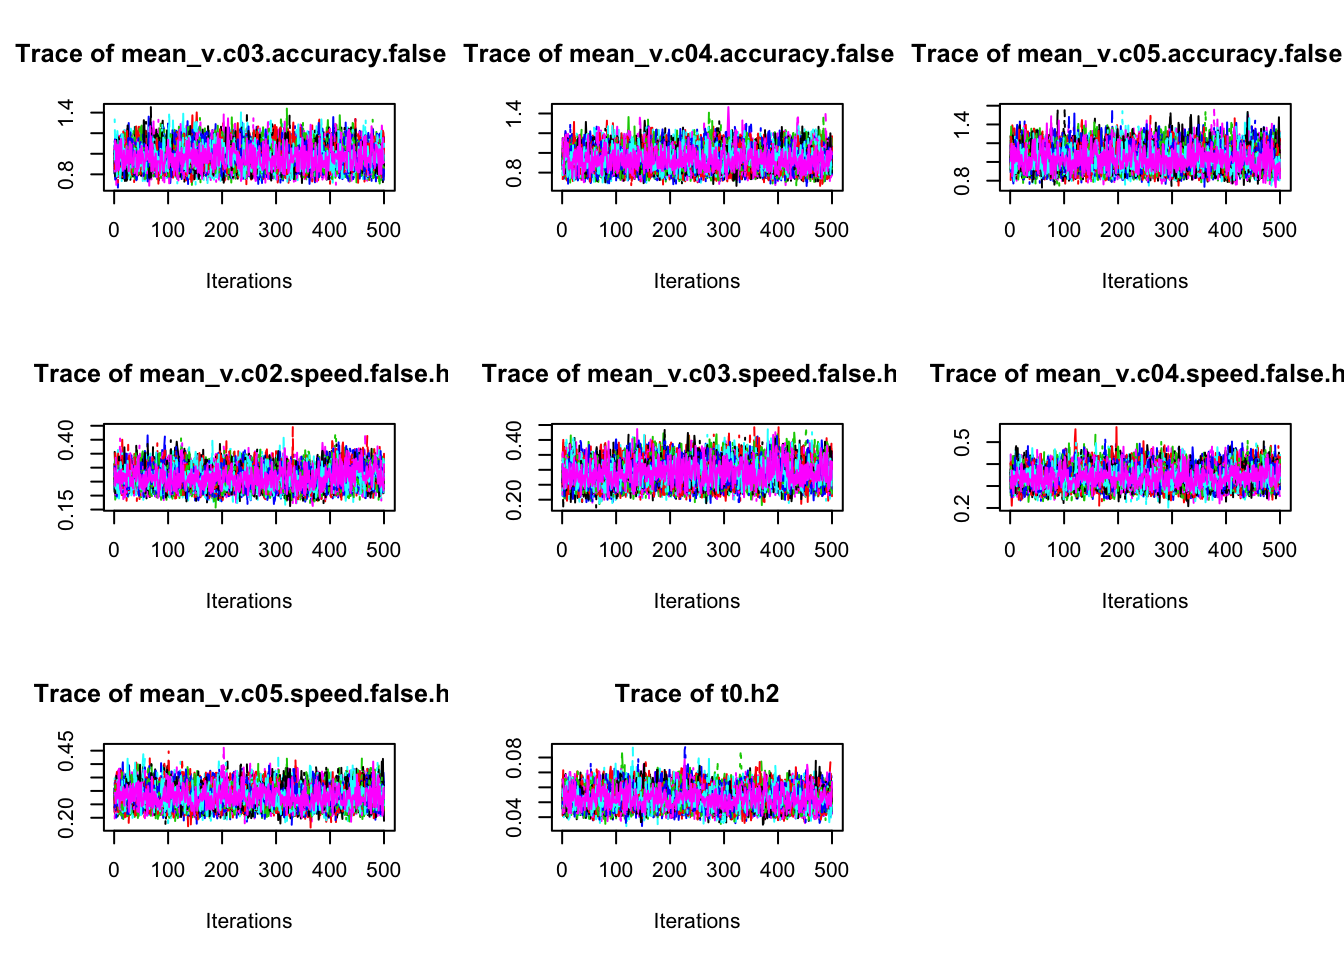 Trace of mean_v.c03.accuracy.false
Trace of mean_v.c04.accuracy.false
Trace of mean_v.c05.accuracy.false
1.4
0.8
0 100 200 300 400 500
Iterations
1.4
0.8
0 100 200 300 400 500
Iterations
1.4
0.8
0 100 200 300 400 500
Iterations
Trace of mean_v.c02.speed.false.h
Trace of mean_v.c03.speed.false.h
Trace of mean_v.c04.speed.false.h
0.40
0.15
0 100 200 300 400 500
Iterations
0.40
0.20
0 100 200 300 400 500
Iterations
0.5
0.2
0 100 200 300 400 500
Iterations
Trace of mean_v.c05.speed.false.h
Trace of t0.h2
0.45
0.20
0 100 200 300 400 500
Iterations
0.08
0.04
0 100 200 300 400 500
Iterations